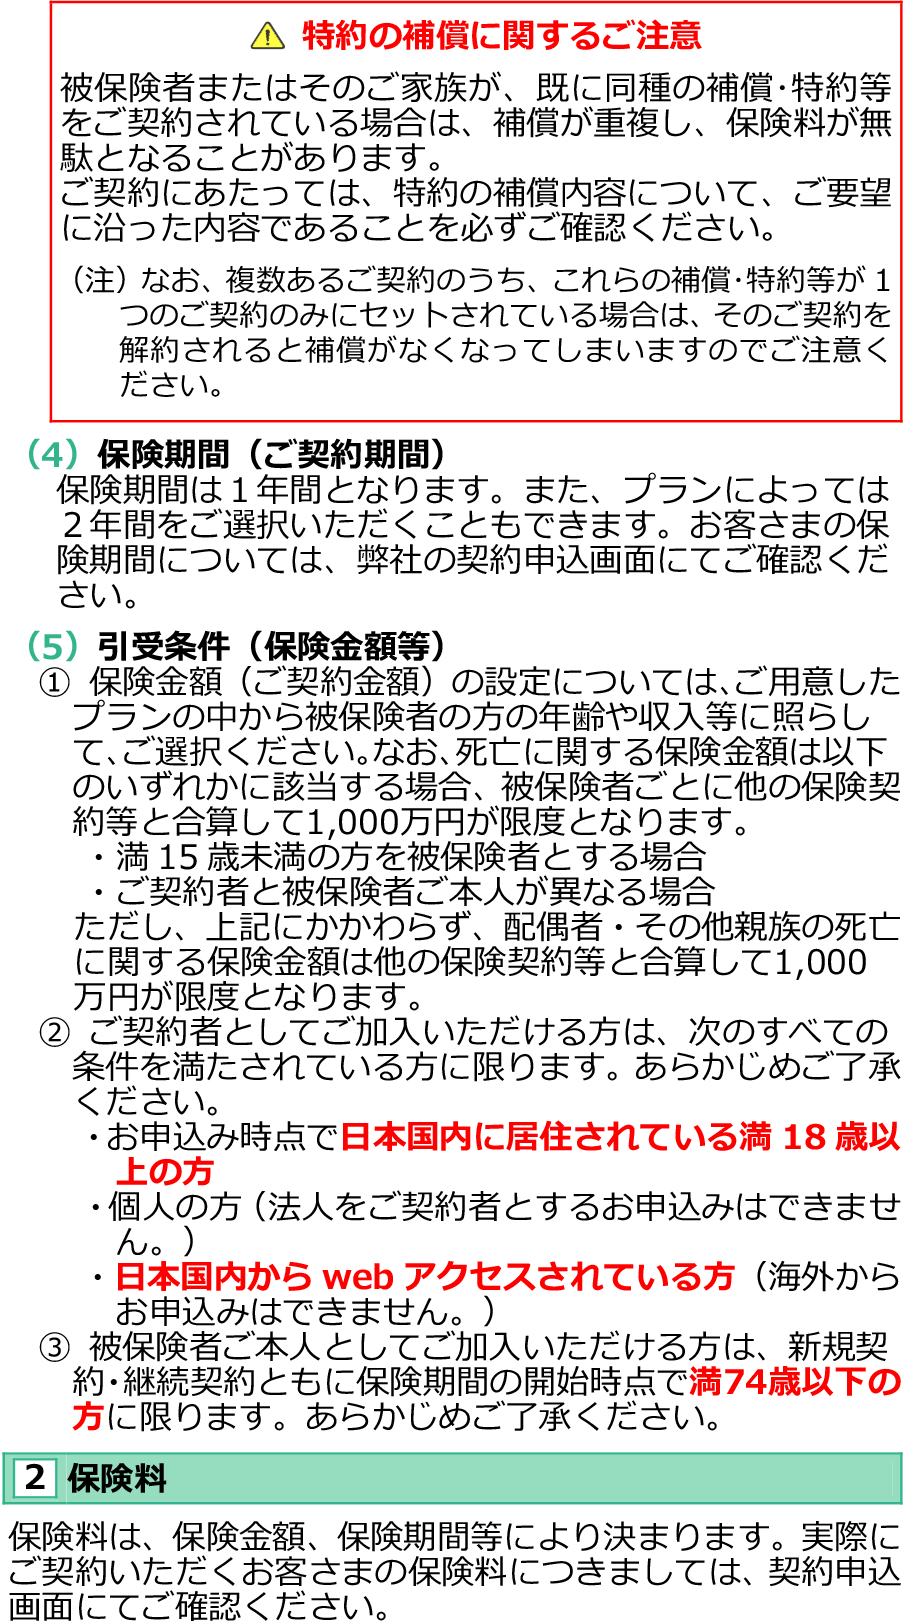 特約の補償に関するご注意
被保険者またはそのご家族が、既に同種の補償・特約等
をご契約されている場合は、補償が重複し、保険料が無
駄となることがあります。
ご契約にあたっては、特約の補償内容について、ご要望
に沿った内容であることを必ずご確認ください。
（注）なお、複数あるご契約のうち、これらの補償・特約等が１
つのご契約のみにセットされている場合は、そのご契約を
解約されると補償がなくなってしまいますのでご注意く
ださい。
（4）保険期間（ご契約期間）
保険期間は１年間となります。また、プランによっては
２年間をご選択いただくこともできます。お客さまの保
険期間については、弊社の契約申込画面にてご確認くだ
さい。
（5）引受条件（保険金額等）
① 保険金額（ご契約金額）の設定については、ご用意した
プランの中から被保険者の方の年齢や収入等に照らし
て、ご選択ください。なお、死亡に関する保険金額は以下
のいずれかに該当する場合、被保険者ごとに他の保険契
約等と合算して1,000万円が限度となります。
・満 15 歳未満の方を被保険者とする場合
・ご契約者と被保険者ご本人が異なる場合
ただし、上記にかかわらず、配偶者・その他親族の死亡
に関する保険金額は他の保険契約等と合算して1,000
万円が限度となります。
② ご契約者としてご加入いただける方は、次のすべての
条件を満たされている方に限ります。あらかじめご了承
ください。
・お申込み時点で日本国内に居住されている満 18 歳以
上の方
・個人の方（法人をご契約者とするお申込みはできませ
ん。）
・日本国内から web アクセスされている方（海外から
お申込みはできません。）
③ 被保険者ご本人としてご加入いただける方は、新規契
約・継続契約ともに保険期間の開始時点で満74歳以下の
方に限ります。あらかじめご了承ください。
2 保険料
保険料は、保険金額、保険期間等により決まります。実際に
ご契約いただくお客さまの保険料につきましては、契約申込
画面にてご確認ください。